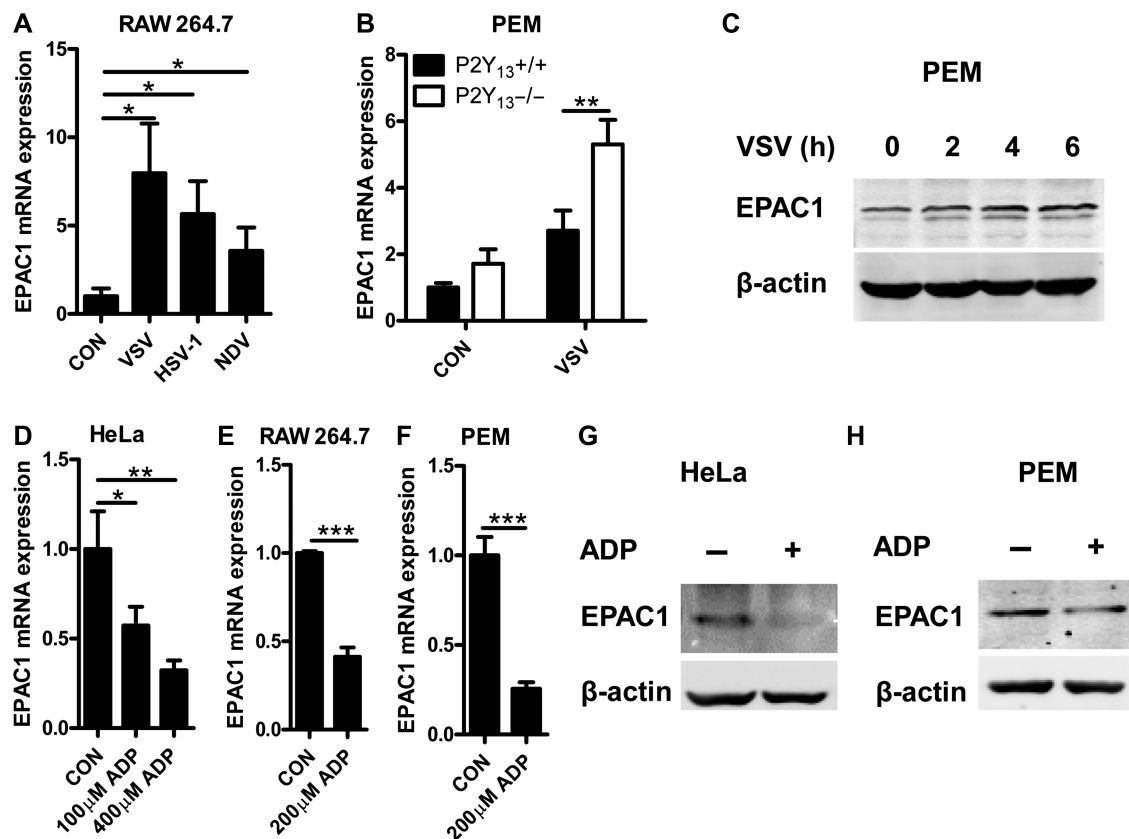 A
RAW 264.7
EPAC1 mRNA expression
15
10
5
0
*
*
*
CON
VSV
HSV-1
NDV
B
PEM
EPAC1 mRNA expression
8
6
4
2
0
P2Y13+/+
P2Y13−/−
**
CON
VSV
C
PEM
VSV (h) 0 2 4 6
EPAC1
β-actin
D
HeLa
EPAC1 mRNA expression
1.5
1.0
0.5
0.0
**
*
CON
100μM ADP
400μM ADP
E
RAW 264.7
EPAC1 mRNA expression
1.5
1.0
0.5
0.0
***
CON
200μM ADP
F
PEM
EPAC1 mRNA expression
1.5
1.0
0.5
0.0
***
CON
200μM ADP
G
HeLa
ADP − +
EPAC1
β-actin
H
PEM
ADP − +
EPAC1
β-actin